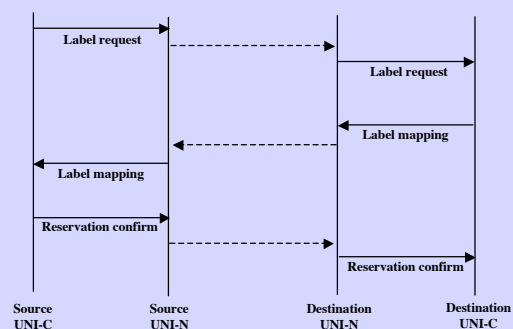 Label request
Label request
Label mapping
Label mapping
Reservation confirm
Reservation confirm
Source
UNI-C
Source
UNI-N
Destination
UNI-N
Destination
UNI-C